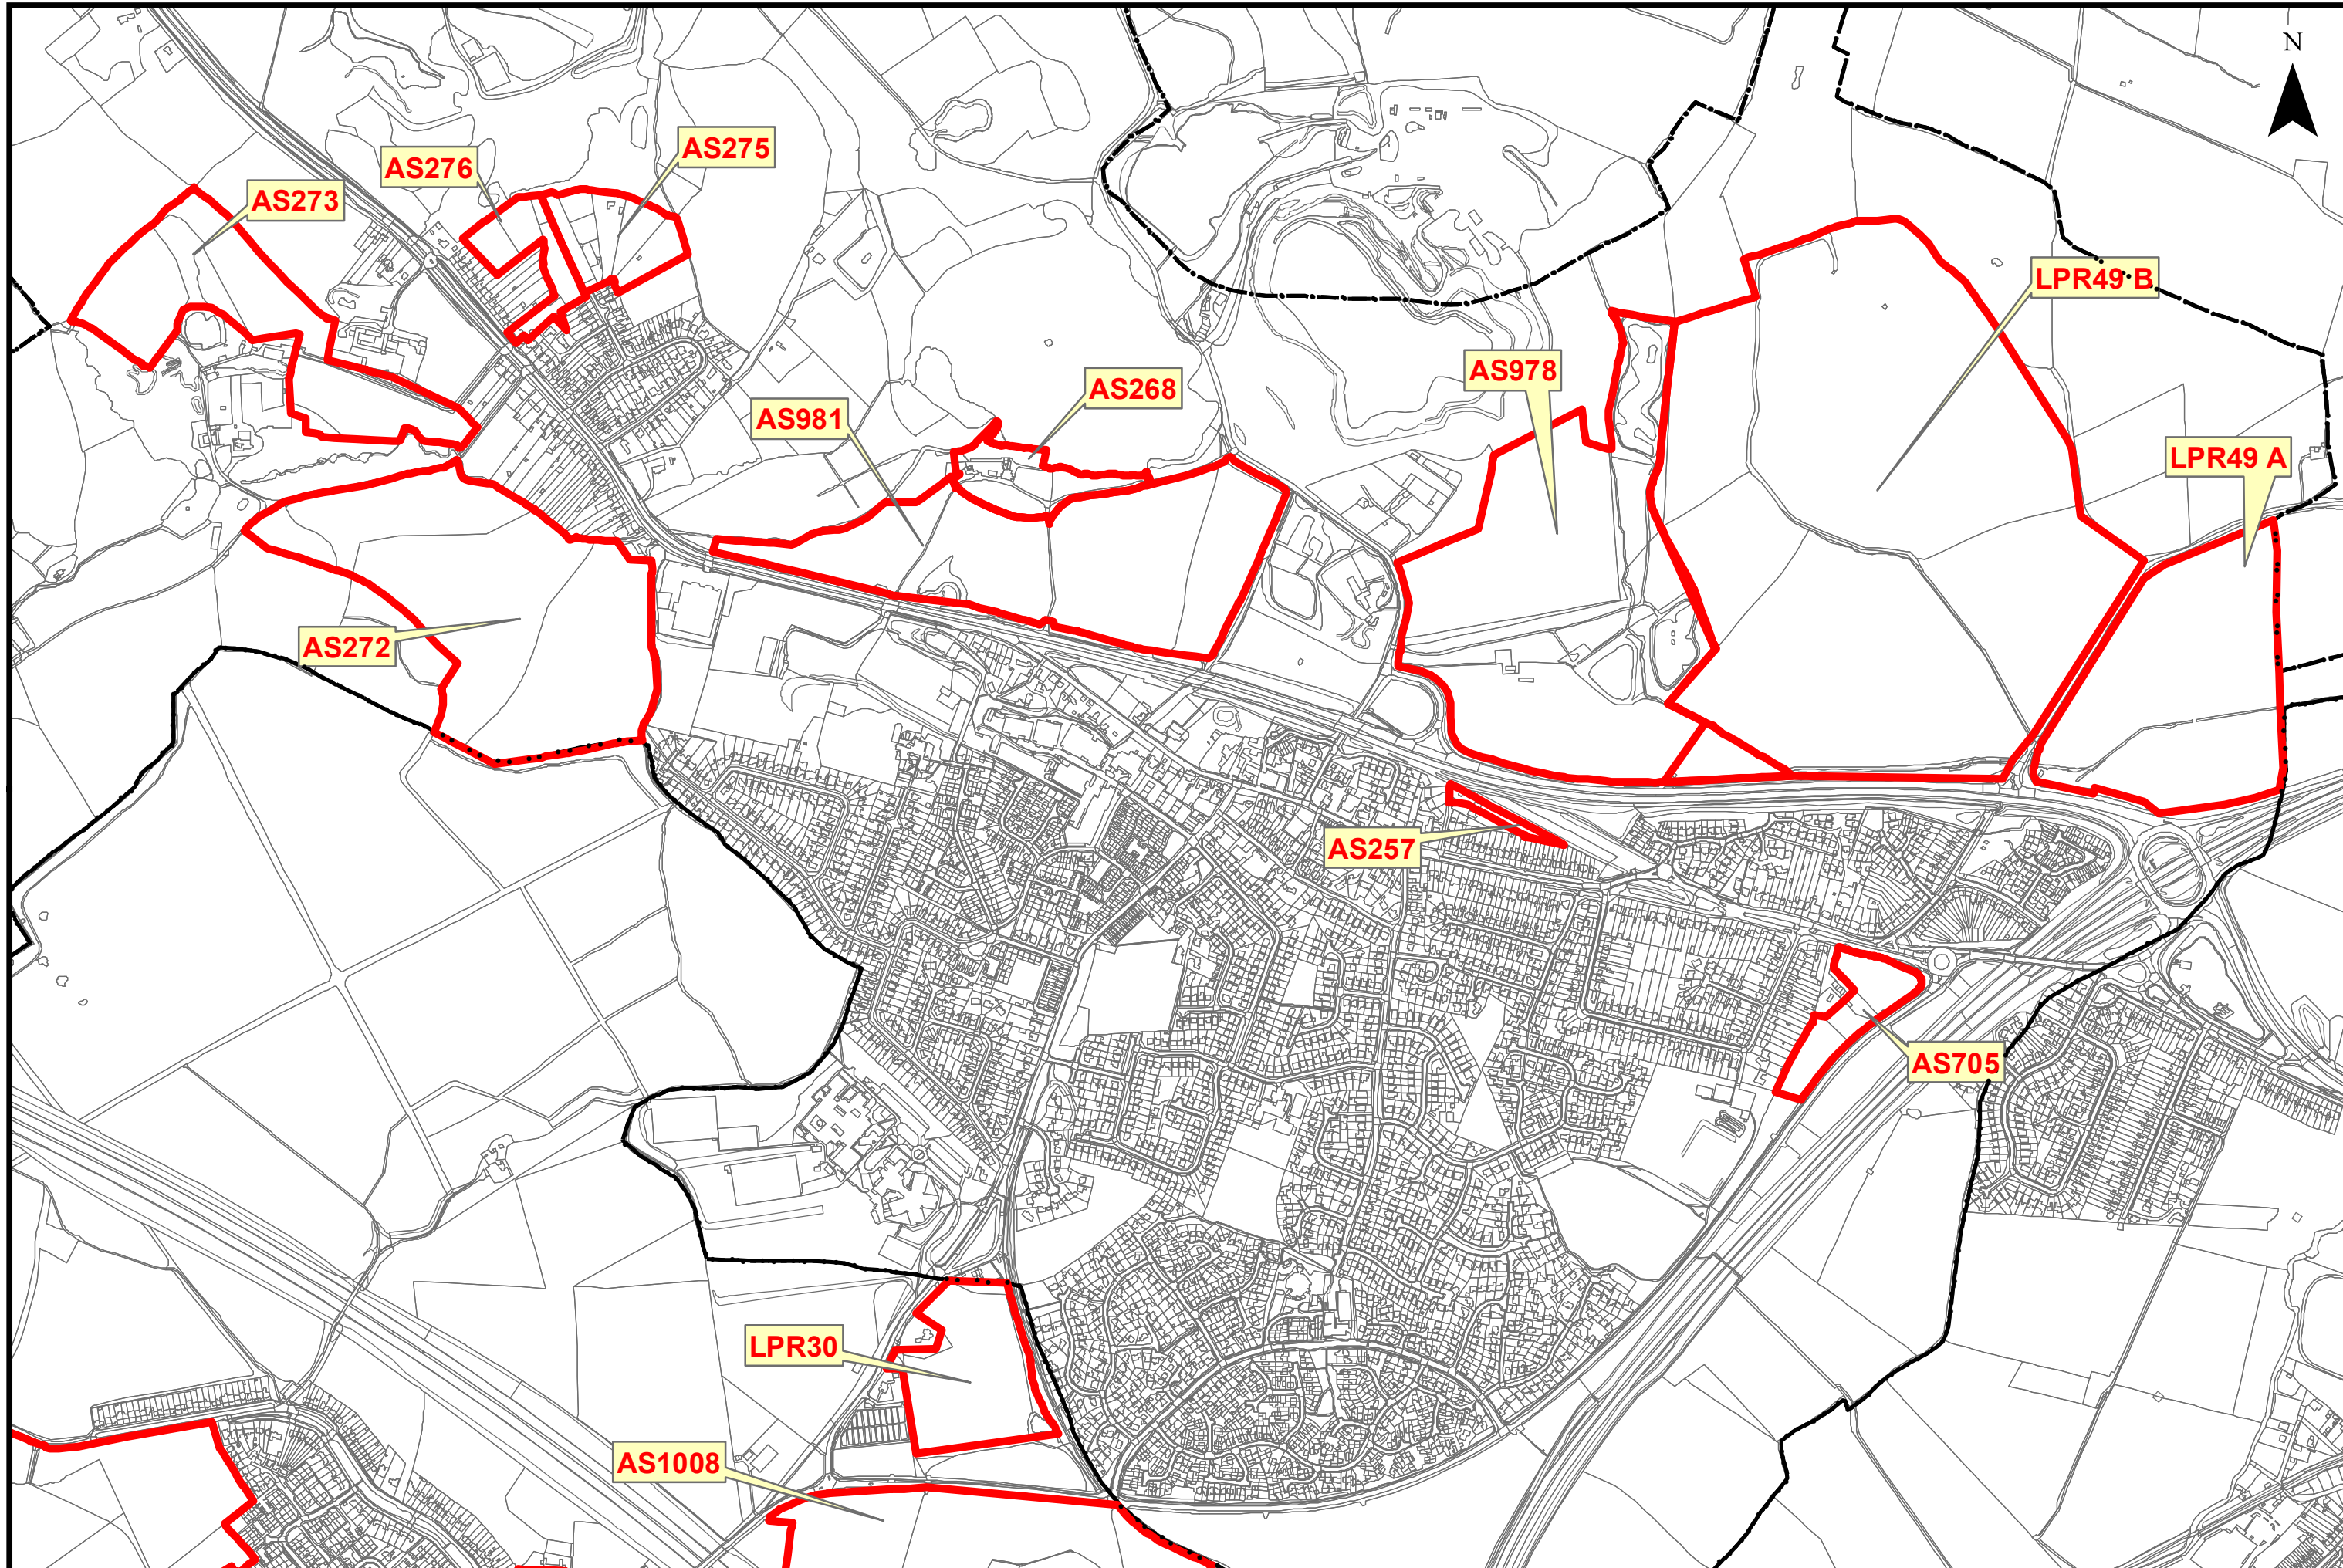 N
AS275
AS276
AS273
LPR49 B
AS978
AS268
AS981
LPR49 A
AS272
AS257
AS705
LPR30
AS1008